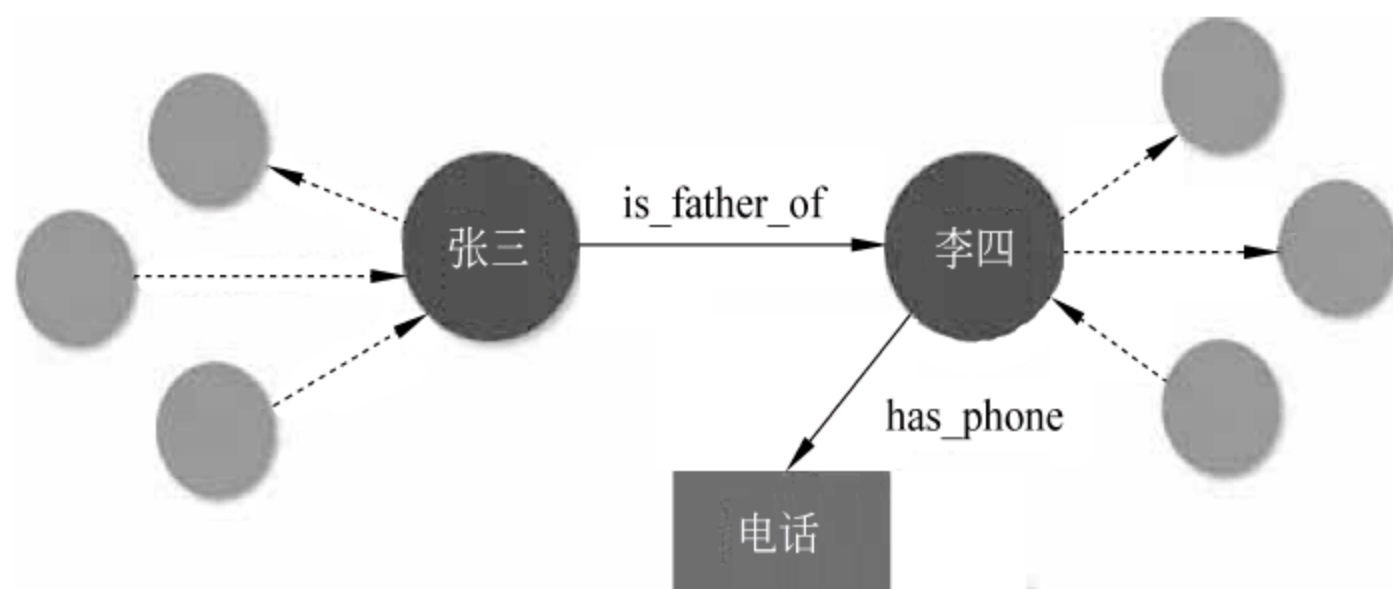 is_father_of
张三
李四
has_phone
电话